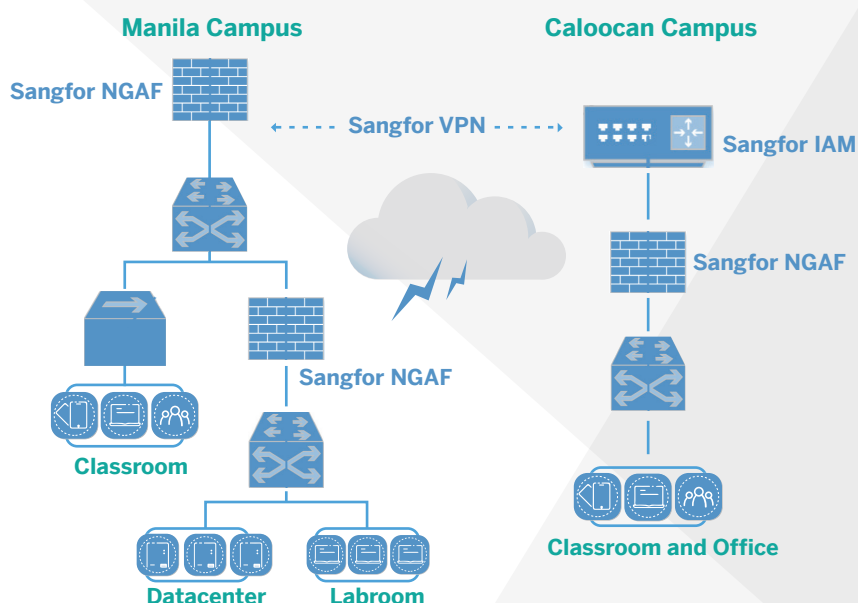 Manila Campus
Caloocan Campus
Sangfor NGAF
Sangfor VPN
Sangfor IAM
Sangfor NGAF
Sangfor NGAF
Classroom
Classroom and Office
Datacenter
Labroom